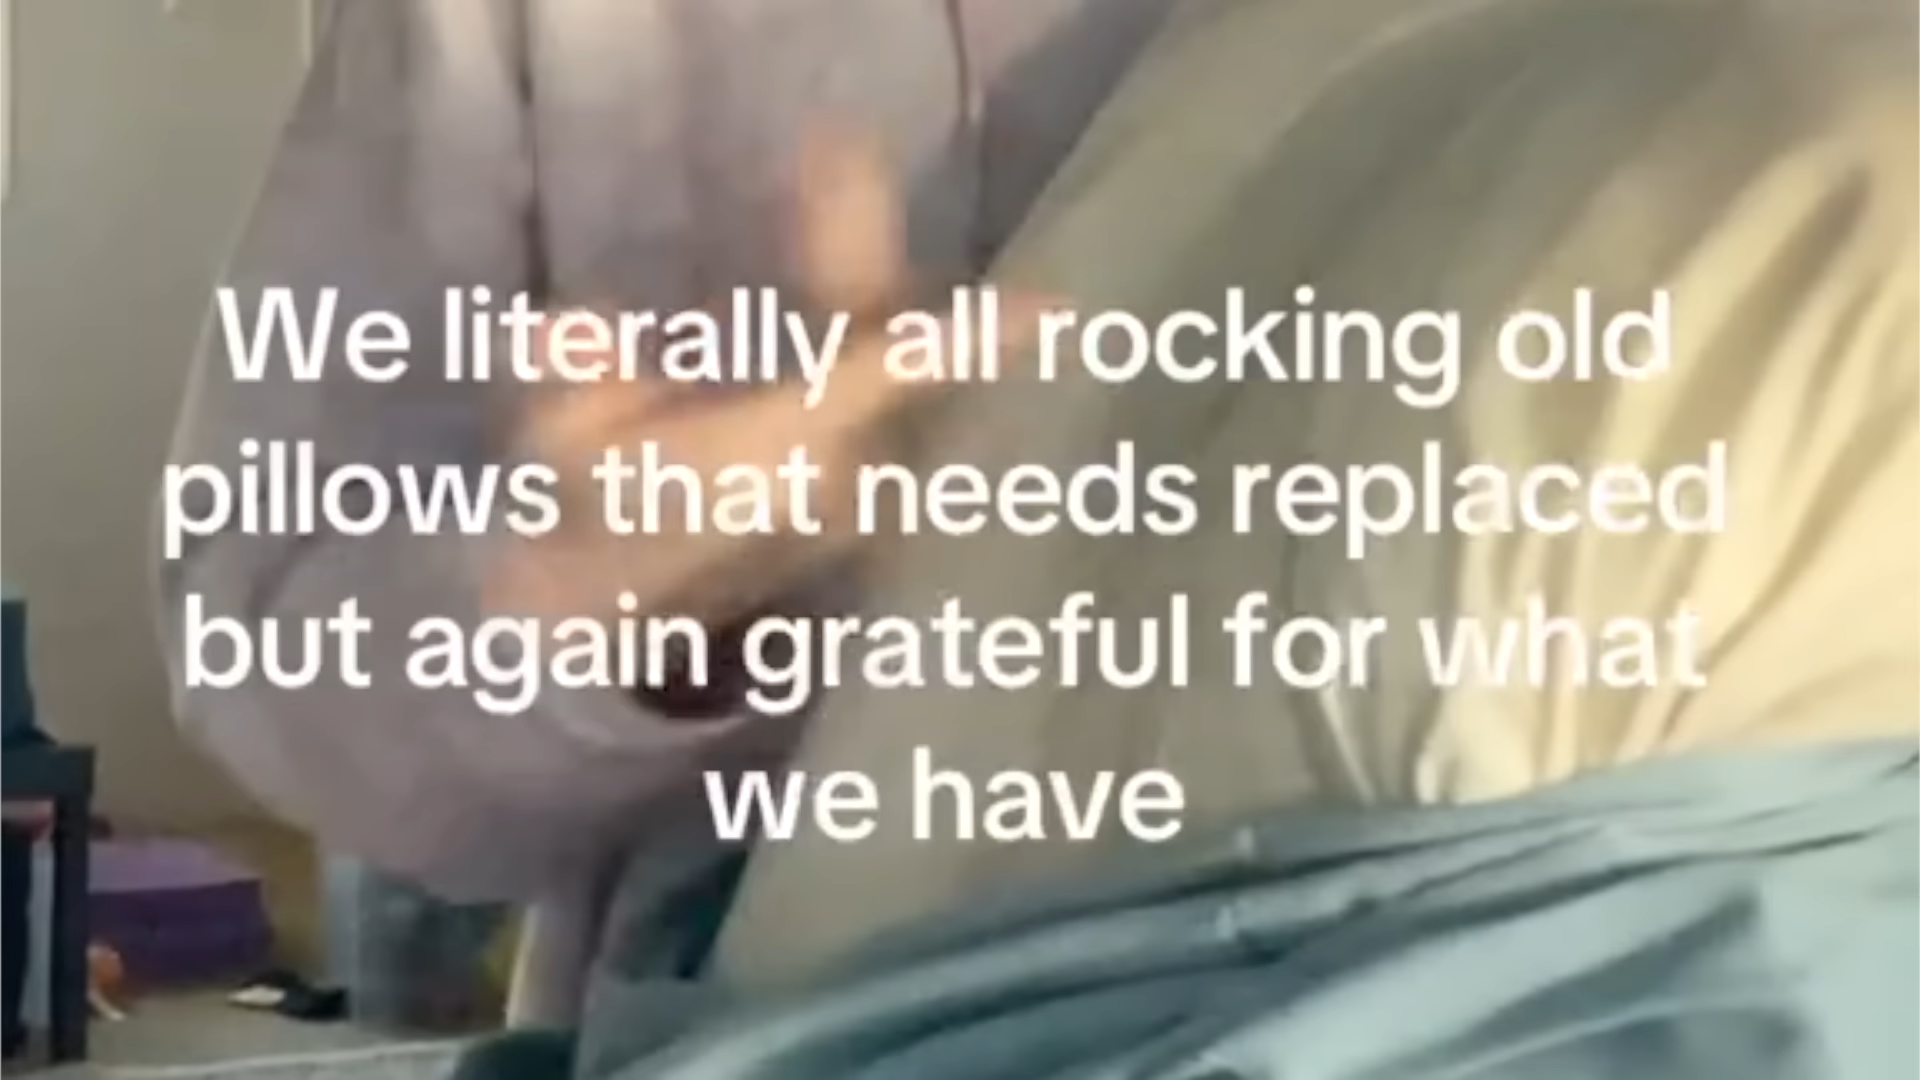 We literally all rocking old
pillows that needs replaced
but again grateful for what
we have